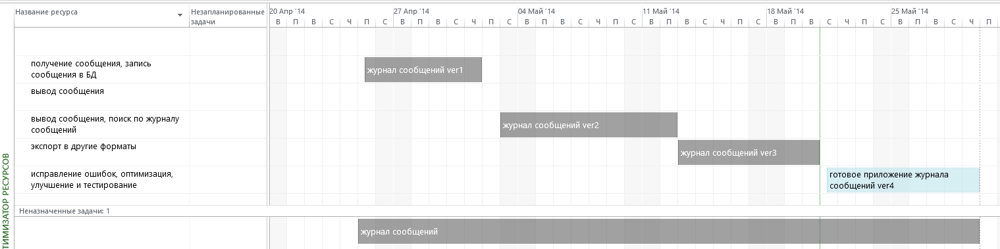 Название ресурса
Незапланированные
задачи
20 Апр '14 27 Апр '14 04 Май '14 11 Май '14 18 Май '14 25 Май '14
В П В С Ч П С В П В С Ч П С В П В С Ч П С В П В С Ч П С В П В С Ч П С В П В С Ч П
получение сообщения, запись
сообщения в БД
журнал сообщений ver1
вывод сообщения
вывод сообщения, поиск по журналу
сообщений
журнал сообщений ver2
экспорт в другие форматы
журнал сообщений ver3
исправление ошибок, оптимизация,
улучшение и тестирование
готовое приложение журнала
сообщений ver4
Неназначенные задачи: 1
журнал сообщений
ТИМИЗАТОР РЕСУРСОВ